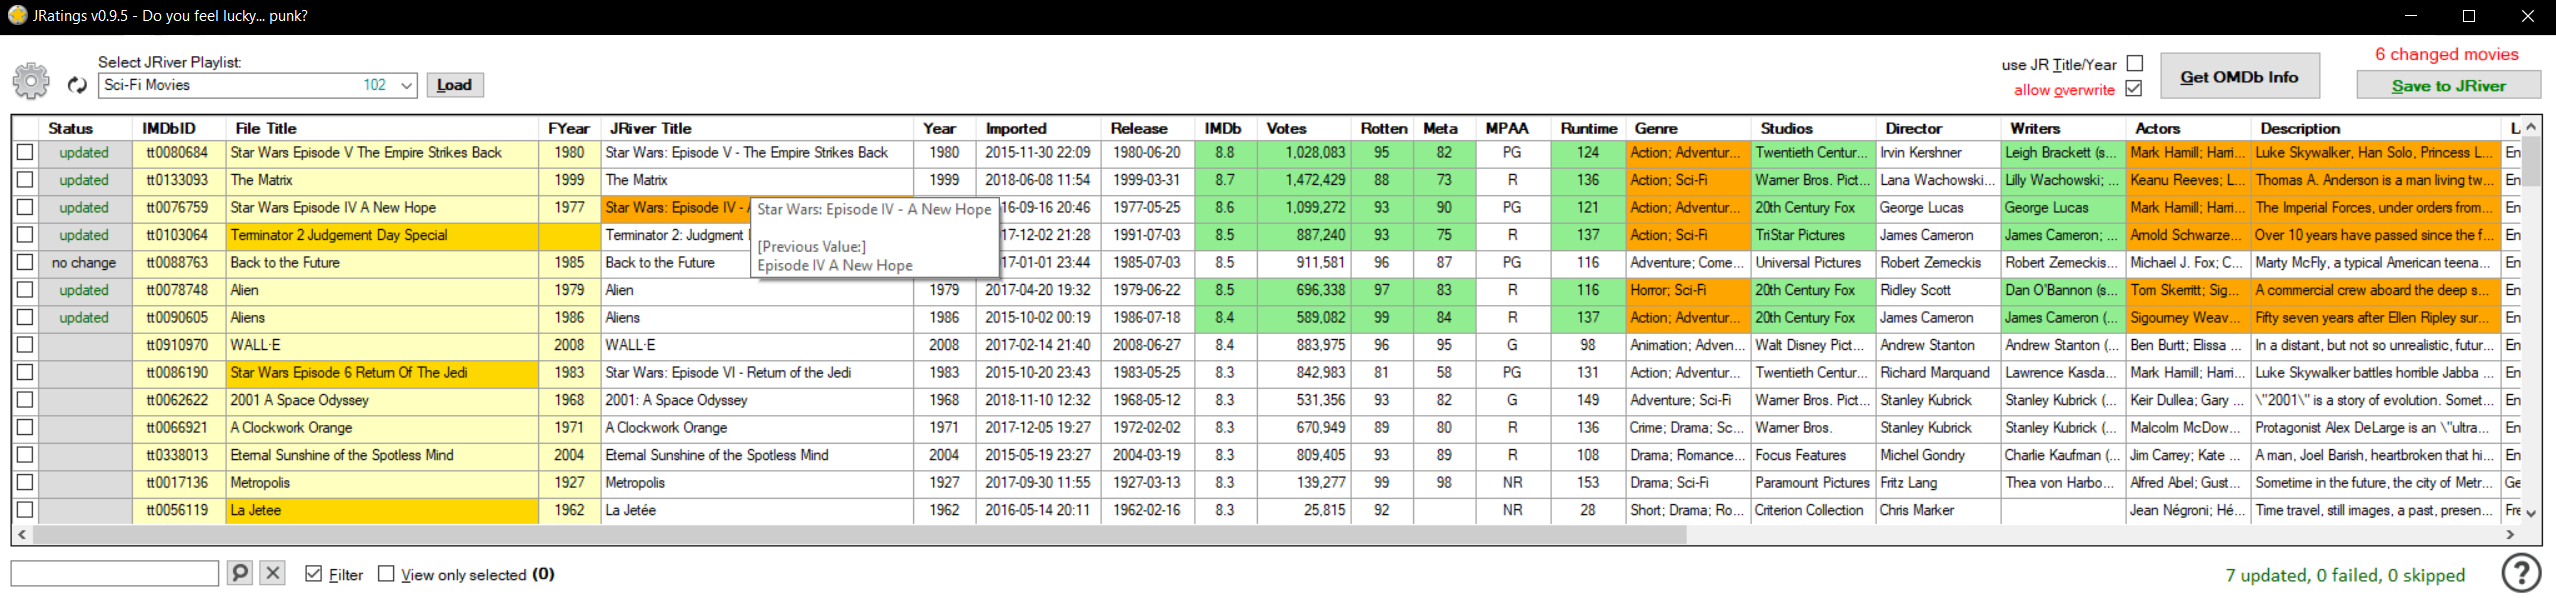 JRatings v0.9.5 - Do you feel lucky... punk?
Select JRiver Playlist:
Sci-Fi Movies 102 Load
use JR Title/Year
allow overwrite
Get OMDb Info
6 changed movies
Save to JRiver
Status IMDbID File Title FYear JRiver Title Year Imported Release IMDb Votes Rotten Meta MPAA Runtime Genre Studios Director Writers Actors Description
updated tt0080684 Star Wars Episode V The Empire Strikes Back 1980 Star Wars: Episode V - The Empire Strikes Back 1980 2015-11-30 22:09 1980-06-20 8.8 1,028,083 95 82 PG 124 Action; Adventur... Twentieth Centur... Irvin Kershner Leigh Brackett (s... Mark Hamill; Harri... Luke Skywalker, Han Solo, Princess L... En
updated tt0133093 The Matrix 1999 The Matrix 1999 2018-06-08 11:54 1999-03-31 8.7 1,472,429 88 73 R 136 Action; Sci-Fi Warner Bros. Pict... Lana Wachowski... Lilly Wachowski; ... Keanu Reeves; L... Thomas A. Anderson is a man living tw... En
updated tt0076759 Star Wars Episode IV A New Hope 1977 Star Wars: Episode IV - A 16-09-16 20:46 1977-05-25 8.6 1,099,272 93 90 PG 121 Action; Adventur... 20th Century Fox George Lucas George Lucas Mark Hamill; Harri... The Imperial Forces, under orders from... En
Star Wars: Episode IV - A New Hope
[Previous Value:]
Episode IV A New Hope
updated tt0103064 Terminator 2 Judgement Day Special Terminator 2: Judgment 17-12-02 21:28 1991-07-03 8.5 887,240 93 75 R 137 Action; Sci-Fi TriStar Pictures James Cameron James Cameron; ... Arnold Schwarze... Over 10 years have passed since the f... En
no change tt0088763 Back to the Future 1985 Back to the Future 17-01-01 23:44 1985-07-03 8.5 911,581 96 87 PG 116 Adventure; Come... Universal Pictures Robert Zemeckis Robert Zemeckis... Michael J. Fox; C... Marty McFly, a typical American teena... En
updated tt0078748 Alien 1979 Alien 1979 2017-04-20 19:32 1979-06-22 8.5 696,338 97 83 R 116 Horror; Sci-Fi 20th Century Fox Ridley Scott Dan O'Bannon (s... Tom Skerritt; Sig... A commercial crew aboard the deep s... En
updated tt0090605 Aliens 1986 Aliens 1986 2015-10-02 00:19 1986-07-18 8.4 589,082 99 84 R 137 Action; Adventur... 20th Century Fox James Cameron James Cameron (... Sigourney Weav... Fifty seven years after Ellen Ripley sur... En
tt0910970 WALL·E 2008 WALL·E 2008 2017-02-14 21:40 2008-06-27 8.4 883,975 96 95 G 98 Animation; Adven... Walt Disney Pict... Andrew Stanton Andrew Stanton (... Ben Burtt; Elissa ... In a distant, but not so unrealistic, futur... En
tt0086190 Star Wars Episode 6 Return Of The Jedi 1983 Star Wars: Episode VI - Return of the Jedi 1983 2015-10-20 23:43 1983-05-25 8.3 842,983 81 58 PG 131 Action; Adventur... Twentieth Centur... Richard Marquand Lawrence Kasda... Mark Hamill; Harri... Luke Skywalker battles horrible Jabba ... En
tt0062622 2001 A Space Odyssey 1968 2001: A Space Odyssey 1968 2018-11-10 12:32 1968-05-12 8.3 531,356 93 82 G 149 Adventure; Sci-Fi Warner Bros. Pict... Stanley Kubrick Stanley Kubrick (... Keir Dullea; Gary ... \"2001\" is a story of evolution. Somet... En
tt0066921 A Clockwork Orange 1971 A Clockwork Orange 1971 2017-12-05 19:27 1972-02-02 8.3 670,949 89 80 R 136 Crime; Drama; Sc... Warner Bros. Stanley Kubrick Stanley Kubrick (... Malcolm McDow... Protagonist Alex DeLarge is an \"ultra... En
tt0338013 Eternal Sunshine of the Spotless Mind 2004 Eternal Sunshine of the Spotless Mind 2004 2015-05-19 23:27 2004-03-19 8.3 809,405 93 89 R 108 Drama; Romance... Focus Features Michel Gondry Charlie Kaufman (... Jim Carrey; Kate ... A man, Joel Barish, heartbroken that hi... En
tt0017136 Metropolis 1927 Metropolis 1927 2017-09-30 11:55 1927-03-13 8.3 139,277 99 98 NR 153 Drama; Sci-Fi Paramount Pictures Fritz Lang Thea von Harbo... Alfred Abel; Gust... Sometime in the future, the city of Metr... Ge
tt0056119 La Jetee 1962 La Jetée 1962 2016-05-14 20:11 1962-02-16 8.3 25,815 92 NR 28 Short; Drama; Ro... Criterion Collection Chris Marker Jean Négroni; Hé... Time travel, still images, a past, presen... Fre
Filter View only selected (0)
7 updated, 0 failed, 0 skipped